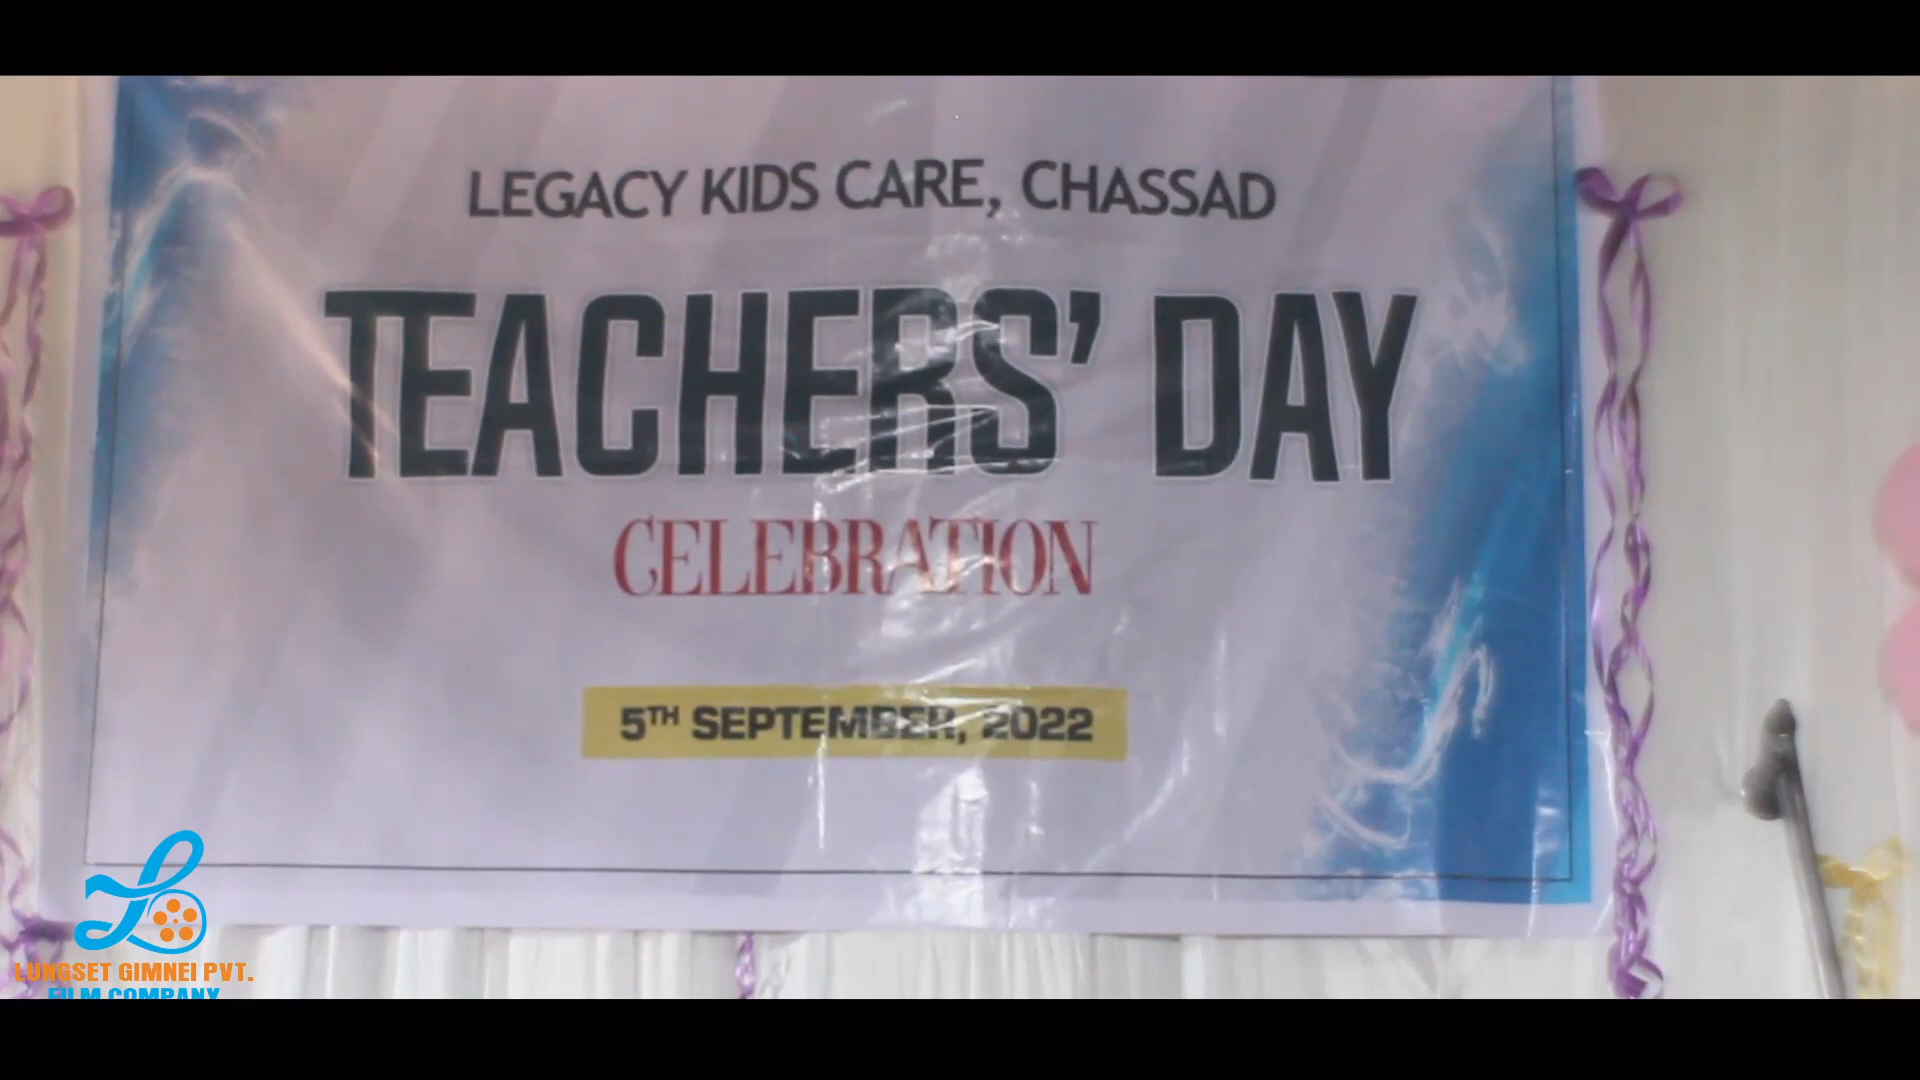 LEGACY KIDS CARE, CHASSAD
TEACHERS' DAY
CELEBRATION
5TH SEPTEMBER, 2022
LUNGSET GIMNEI PVT.
FILM COMPANY